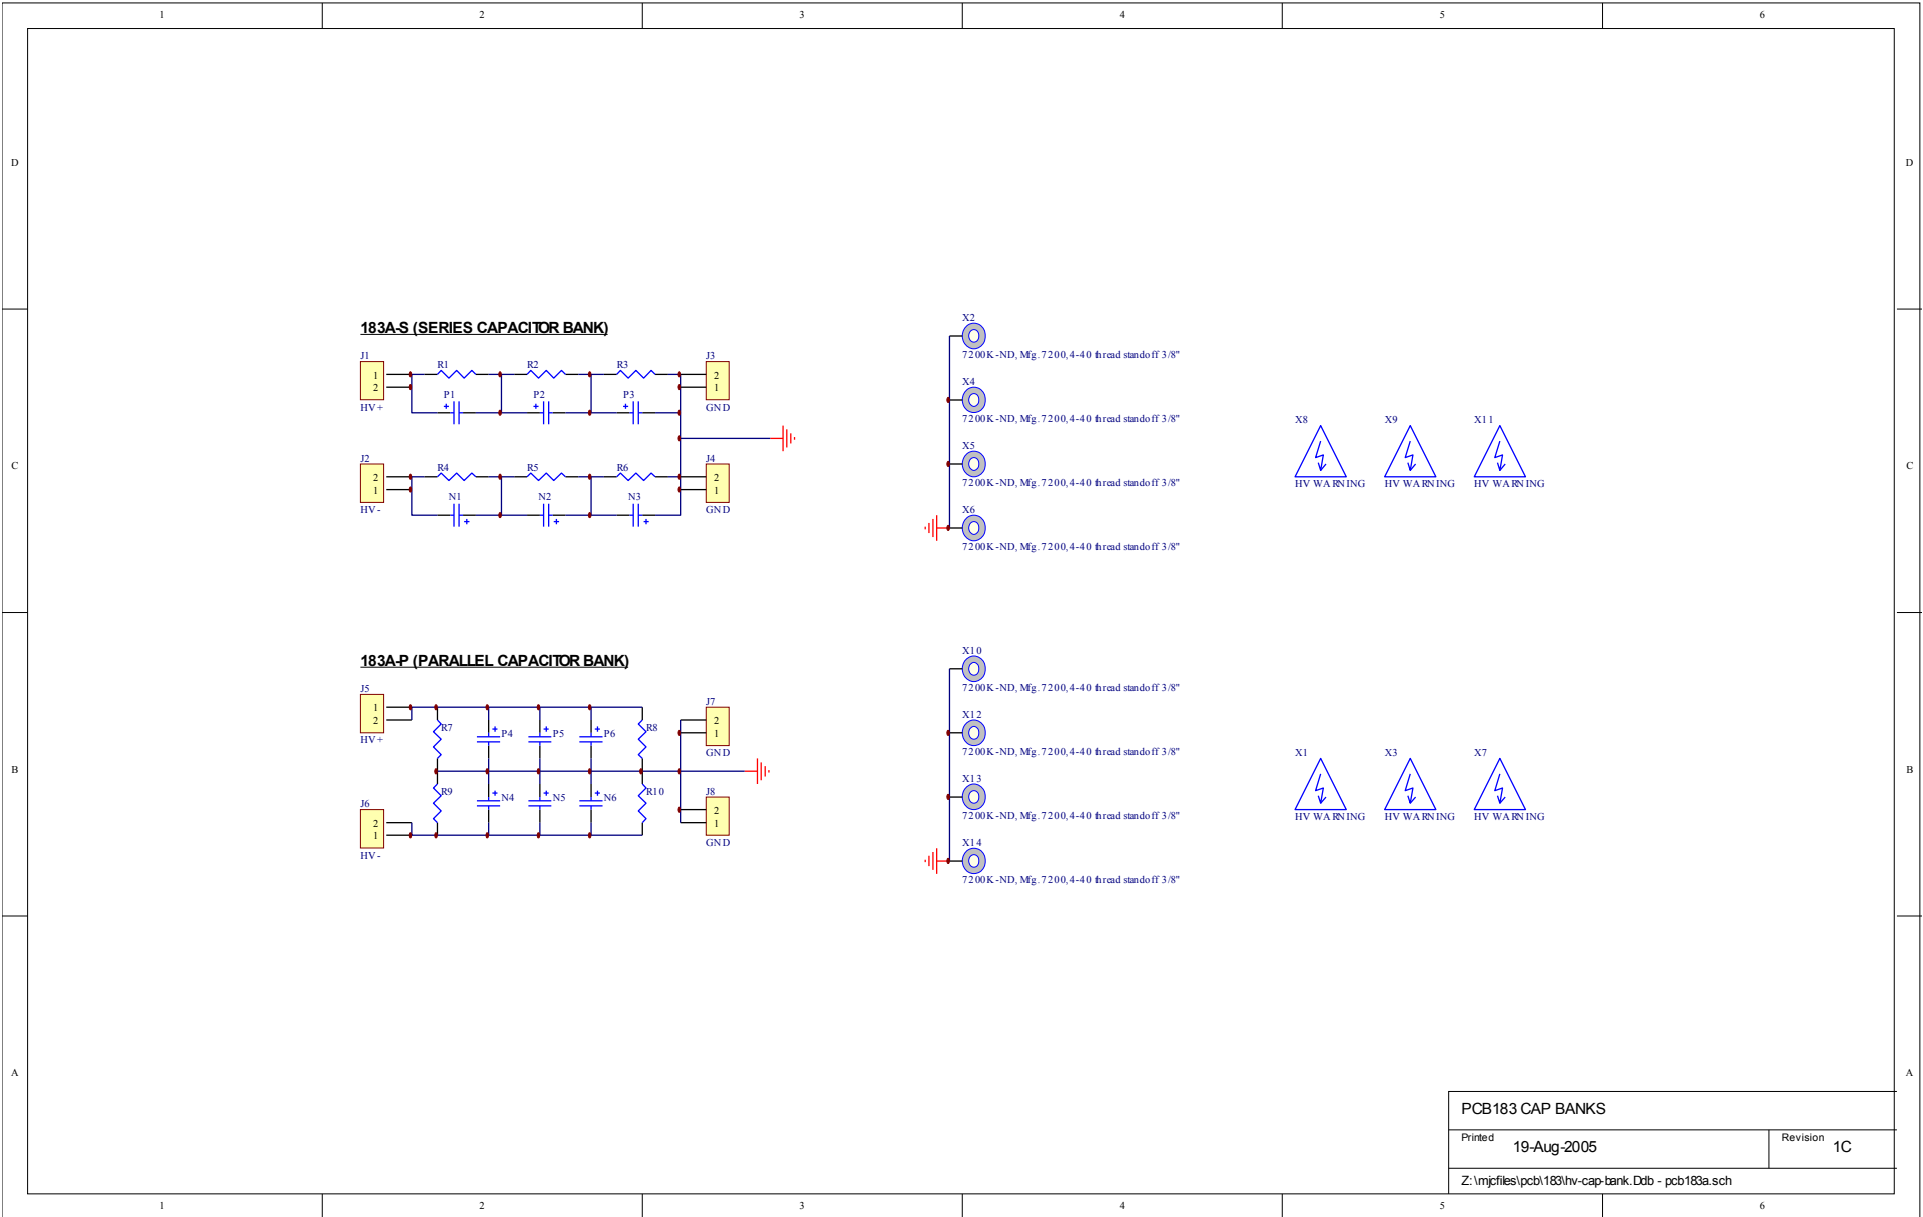 1 2 3 4 5 6
D D
183A-S (SERIES CAPACITOR BANK)
J1 R1 R2 R3 J3
1 2
2 1
P1 P2 P3
+ + +
HV+ GND
J2 R4 R5 R6 J4
2 2
1 1
N1 N2 N3
+ + +
HV- GND
X2
7200K-ND, Mfg. 7200, 4-40 thread standoff 3/8"
X4
7200K-ND, Mfg. 7200, 4-40 thread standoff 3/8"
X5
7200K-ND, Mfg. 7200, 4-40 thread standoff 3/8"
X6
7200K-ND, Mfg. 7200, 4-40 thread standoff 3/8"
X8 X9 X11
HV WARNING HV WARNING HV WARNING
C C
183A-P (PARALLEL CAPACITOR BANK)
J5 J7
1 2
2 1
R7 + P4 + P5 + P6 R8
HV+ GND
J6 J8
2 2
1 1
R9 + N4 + N5 + N6 R10
HV- GND
X10
7200K-ND, Mfg. 7200, 4-40 thread standoff 3/8"
X12
7200K-ND, Mfg. 7200, 4-40 thread standoff 3/8"
X13
7200K-ND, Mfg. 7200, 4-40 thread standoff 3/8"
X14
7200K-ND, Mfg. 7200, 4-40 thread standoff 3/8"
X1 X3 X7
HV WARNING HV WARNING HV WARNING
B B
A A
PCB183 CAP BANKS
Printed 19-Aug-2005 Revision 1C
Z:\mjcfiles\pcb\183\hv-cap-bank.Ddb - pcb183a.sch
1 2 3 4 5 6